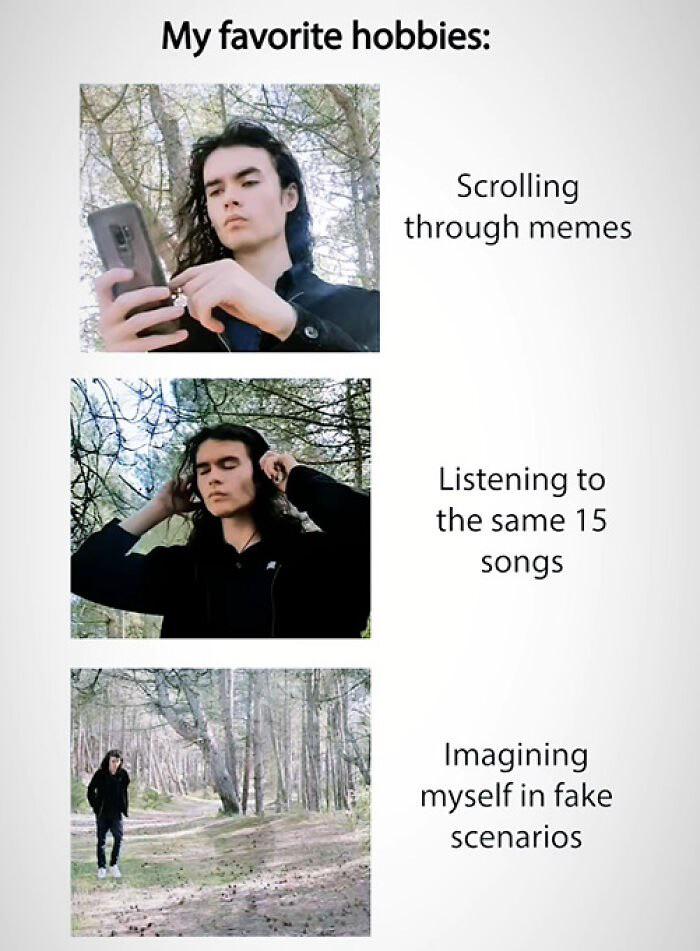 My favorite hobbies:
Scrolling
through memes
Listening to
the same 15
songs
Imagining
myself in fake
scenarios